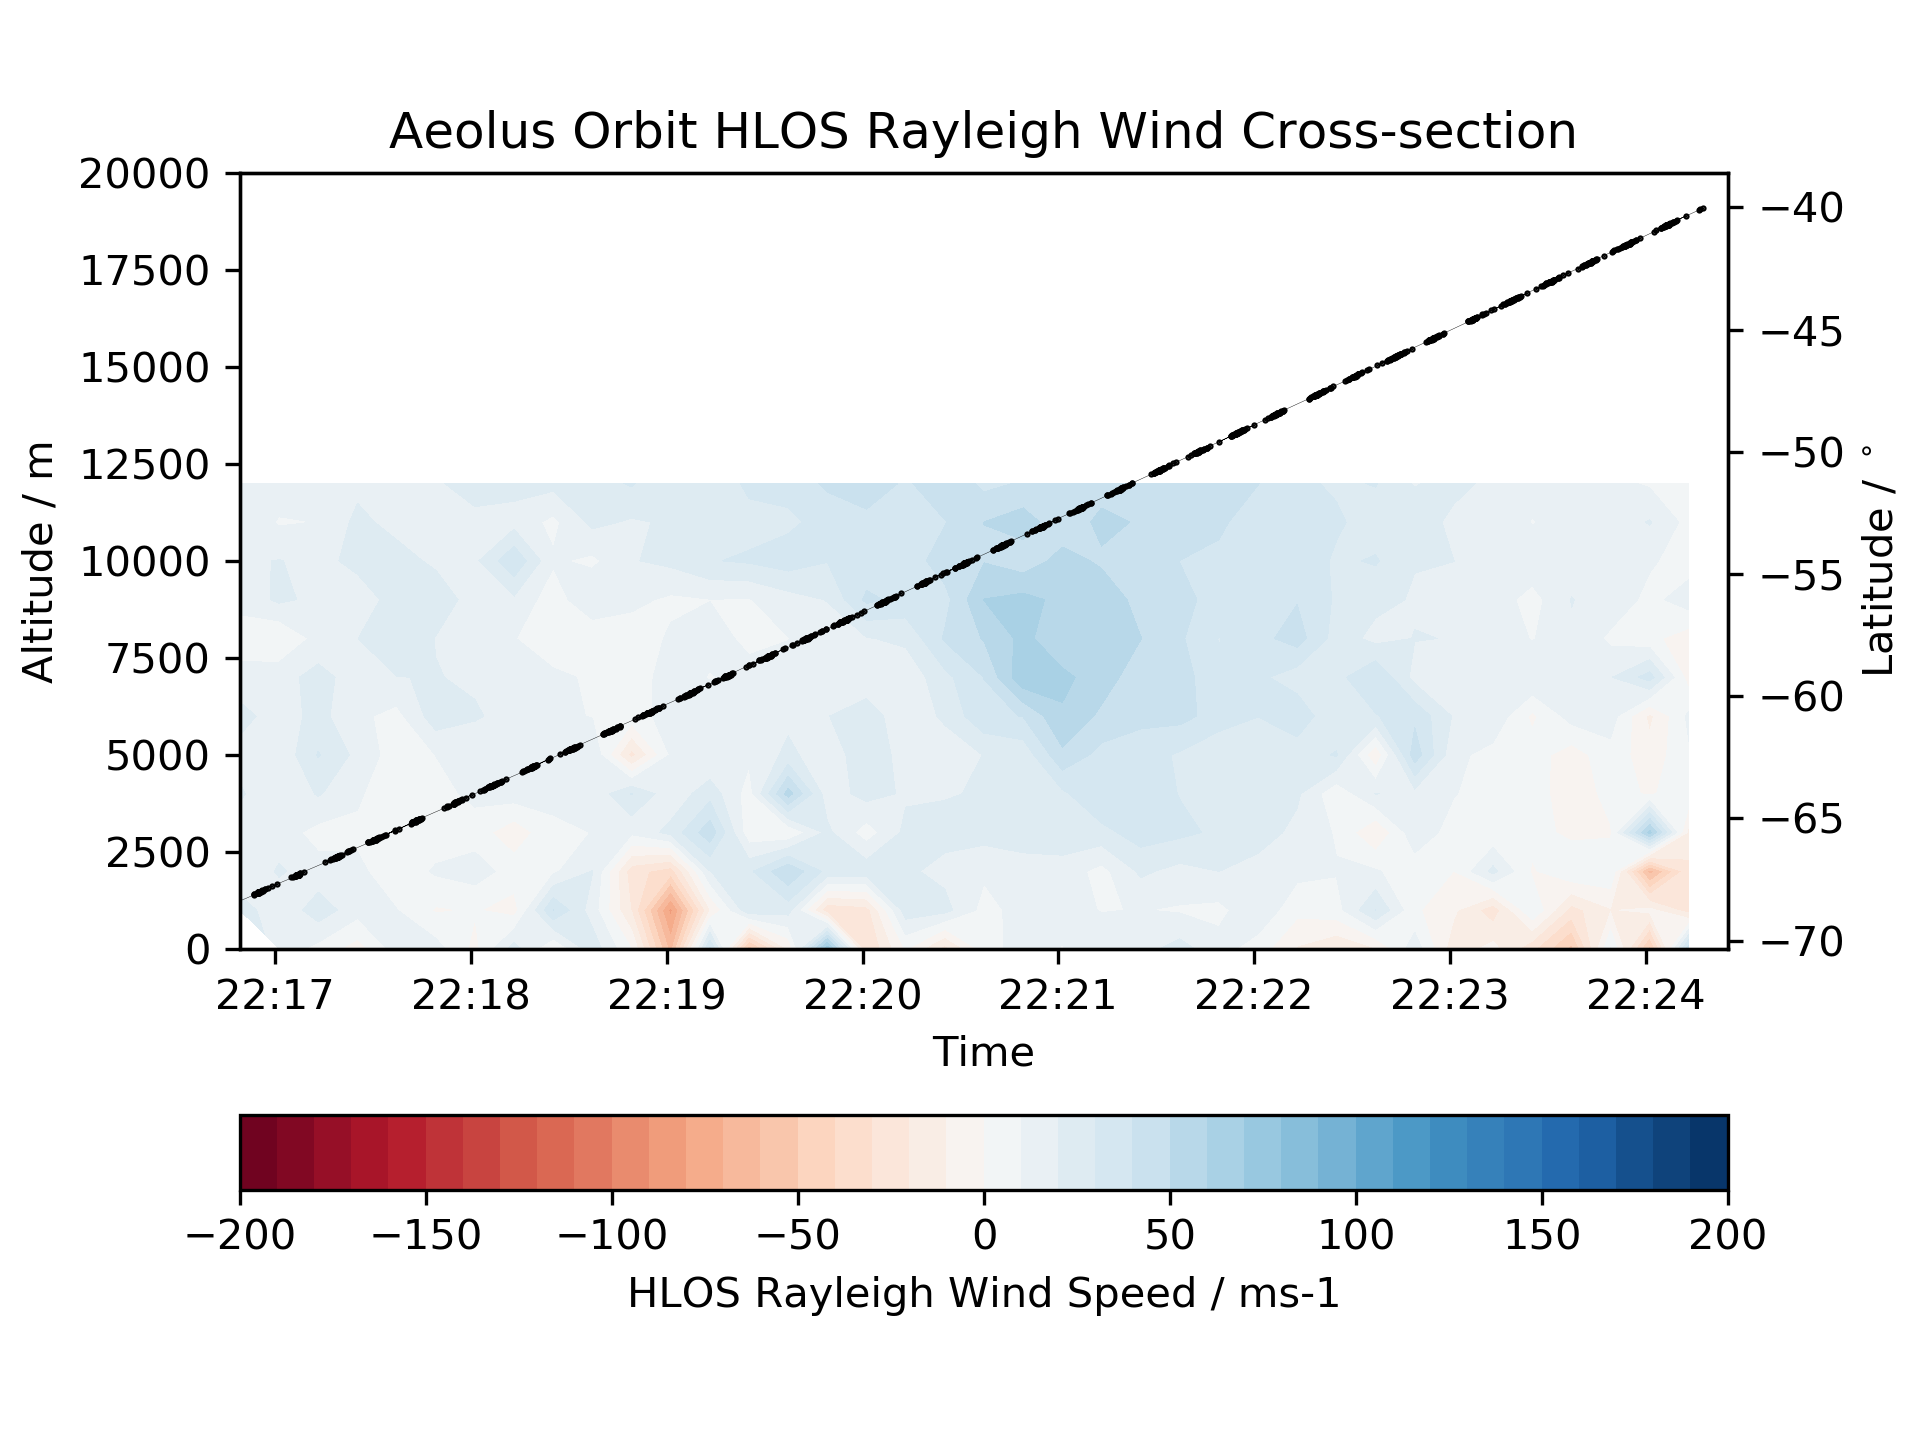 Aeolus Orbit HLOS Rayleigh Wind Cross-section
20000
17500
15000
12500
10000
7500
5000
2500
0
Altitude / m
−40
−45
−50
−55
−60
−65
−70
Latitude / °
22:17 22:18 22:19 22:20 22:21 22:22 22:23 22:24
Time
−200 −150 −100 −50 0 50 100 150 200
HLOS Rayleigh Wind Speed / ms-1